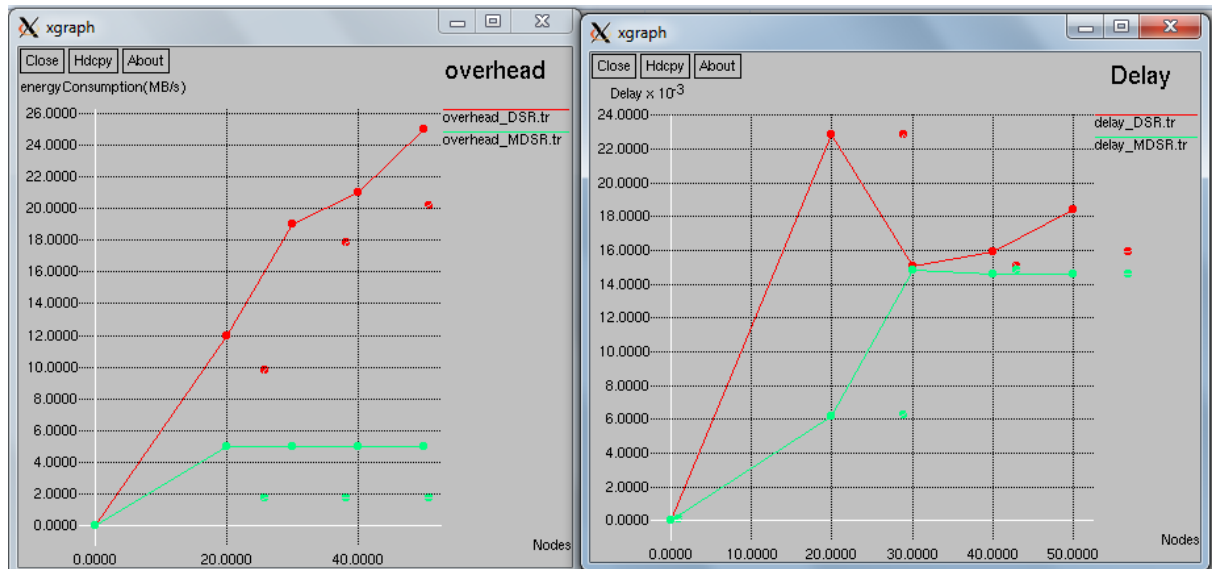 xgraph
Close Hdcpy About
overhead
energyConsumption(MB/s)
26.0000
24.0000
22.0000
20.0000
18.0000
16.0000
14.0000
12.0000
10.0000
8.0000
6.0000
4.0000
2.0000
0.0000
overhead_DSR.tr
overhead_MDSR.tr
Nodes
0.0000 20.0000 40.0000
xgraph
Close Hdcpy About
Delay
Delay x 10-3
24.0000
22.0000
20.0000
18.0000
16.0000
14.0000
12.0000
10.0000
8.0000
6.0000
4.0000
2.0000
0.0000
delay_DSR.tr
delay_MDSR.tr
Nodes
0.0000 10.0000 20.0000 30.0000 40.0000 50.0000